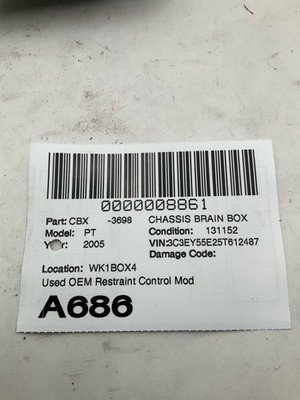 0000008861
Part: CBX -3698 CHASSIS BRAIN BOX
Model: PT Condition: 131152
Year: 2005 VIN:3C3EY55E25T612487
Damage Code:
Location: WK1BOX4
Used OEM Restraint Control Mod
A686